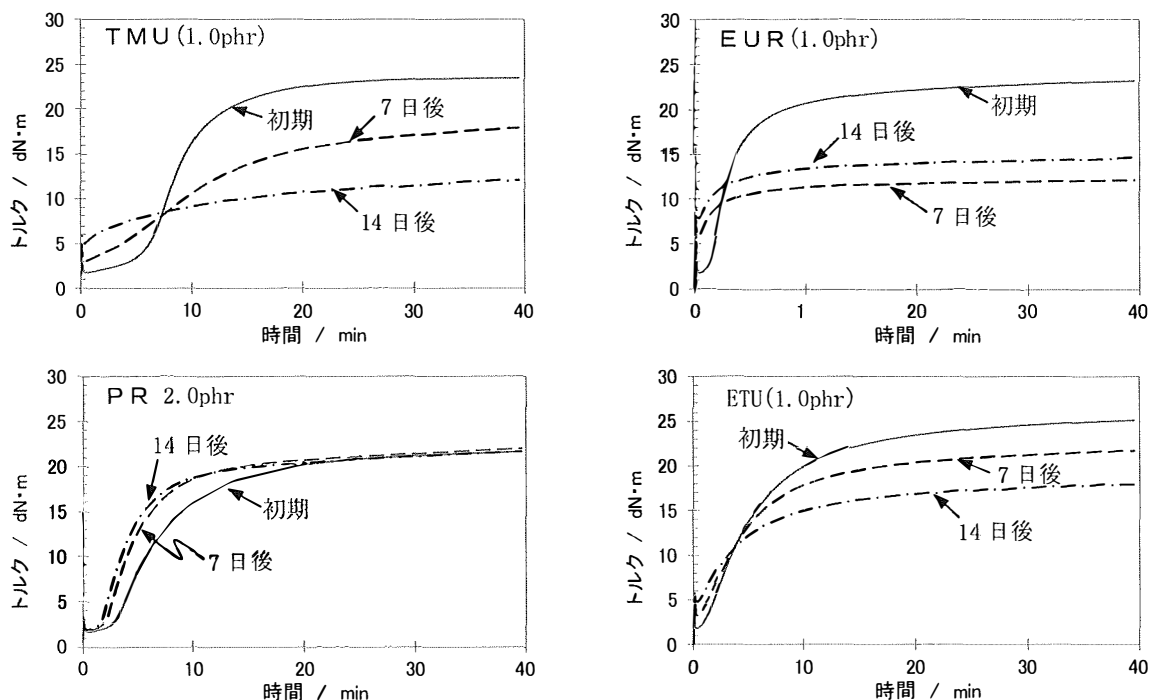 TMU(1.0phr)
30
25
20
15
10
5
0
トルク / dN・m
初期
7日後
14日後
0 10 20 30 40
時間 / min
EUR(1.0phr)
30
25
20
15
10
5
0
トルク / dN・m
初期
14日後
7日後
0 1 20 30 40
時間 / min
PR 2.0phr
30
25
20
15
10
5
0
トルク / dN・m
14日後
初期
7日後
0 10 20 30 40
時間 / min
ETU(1.0phr)
30
25
20
15
10
5
0
トルク / dN・m
初期
7日後
14日後
0 10 20 30 40
時間 / min